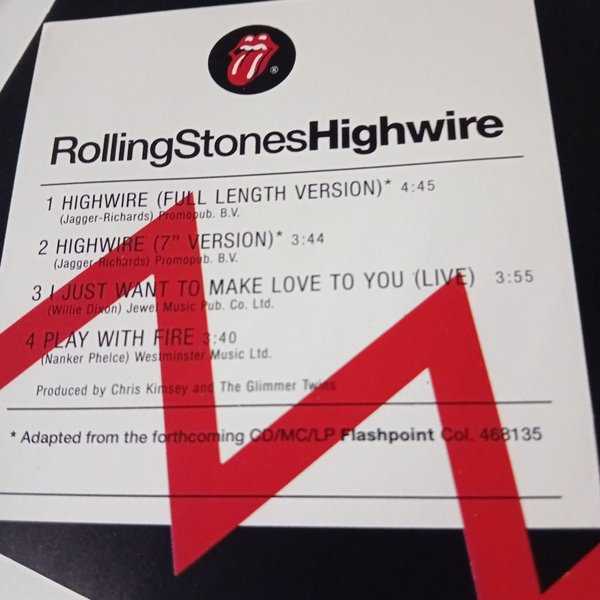 ®
RollingStonesHighwire
1 HIGHWIRE (FULL LENGTH VERSION)* 4:45
(Jagger-Richards) Promopub. B.V.
2 HIGHWIRE (7" VERSION)* 3:44
(Jagger-Richards) Promopub. B.V.
3 I JUST WANT TO MAKE LOVE TO YOU (LIVE) 3:55
(Willie Dixon) Jewel Music Pub. Co. Ltd.
4 PLAY WITH FIRE 3:40
(Nanker Phelce) Westminster Music Ltd.
Produced by Chris Kimsey and The Glimmer Twins
* Adapted from the forthcoming CD/MC/LP Flashpoint Col. 468135